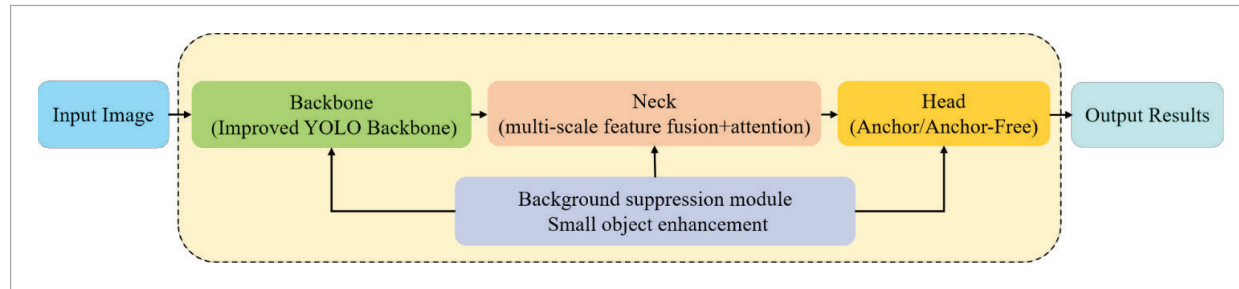 Input Image
Backbone
(Improved YOLO Backbone)
Neck
(multi-scale feature fusion+attention)
Head
(Anchor/Anchor-Free)
Output Results
Background suppression module
Small object enhancement